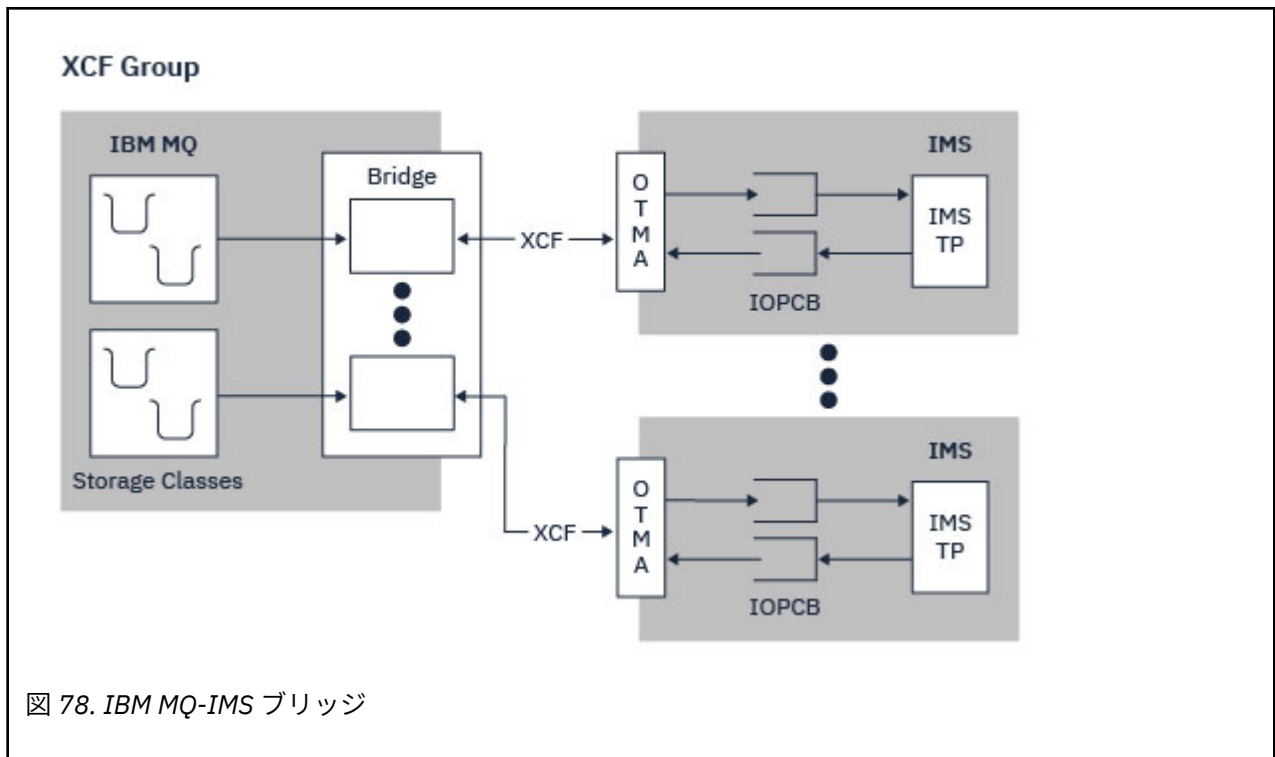 XCF Group
IBM MQ
Bridge
Storage Classes
XCF
XCF
O
T
M
A
IMS
IMS
TP
IOPCB
O
T
M
A
IMS
IMS
TP
IOPCB
図 78. IBM MQ-IMS ブリッジ